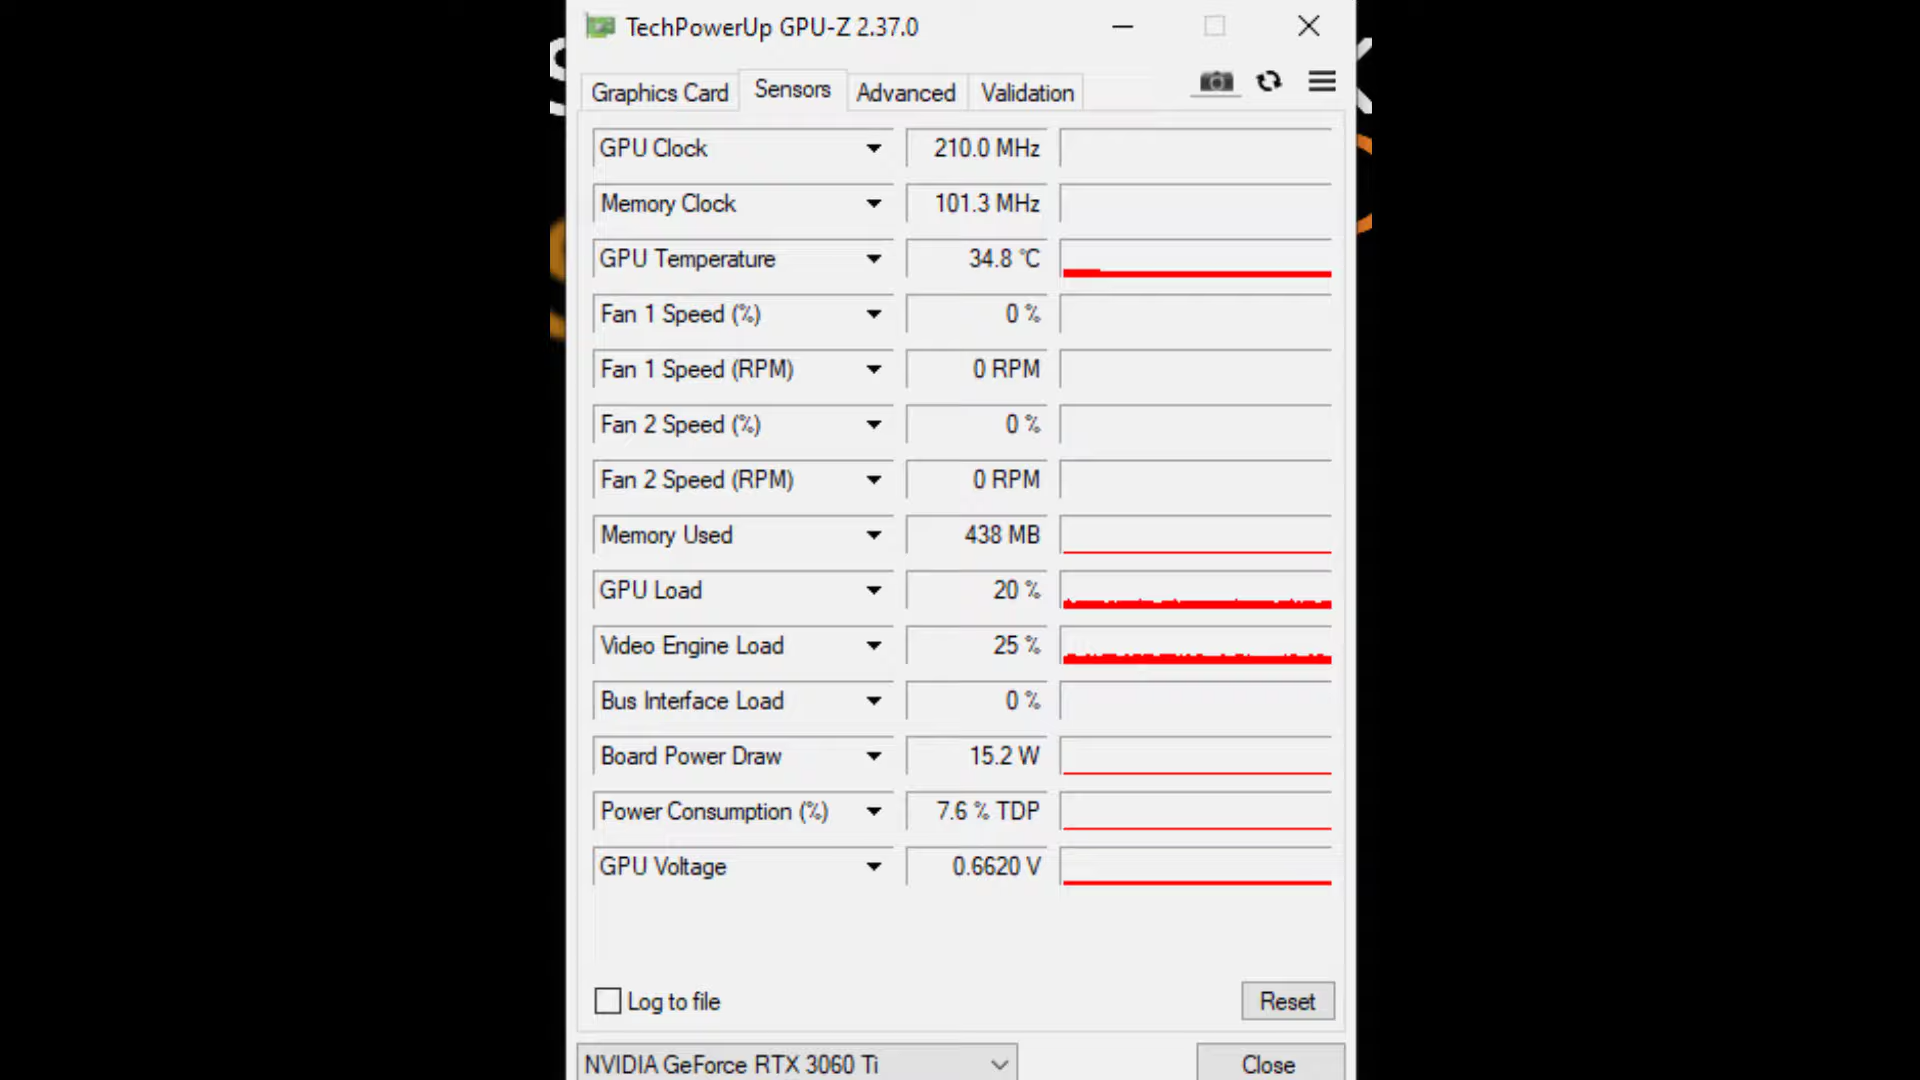 TechPowerUp GPU-Z 2.37.0
Graphics Card Sensors Advanced Validation
GPU Clock 210.0 MHz
Memory Clock 101.3 MHz
GPU Temperature 34.8 °C
Fan 1 Speed (%) 0 %
Fan 1 Speed (RPM) 0 RPM
Fan 2 Speed (%) 0 %
Fan 2 Speed (RPM) 0 RPM
Memory Used 438 MB
GPU Load 20 %
Video Engine Load 25 %
Bus Interface Load 0 %
Board Power Draw 15.2 W
Power Consumption (%) 7.6 % TDP
GPU Voltage 0.6620 V
Log to file Reset
NVIDIA GeForce RTX 3060 Ti Close